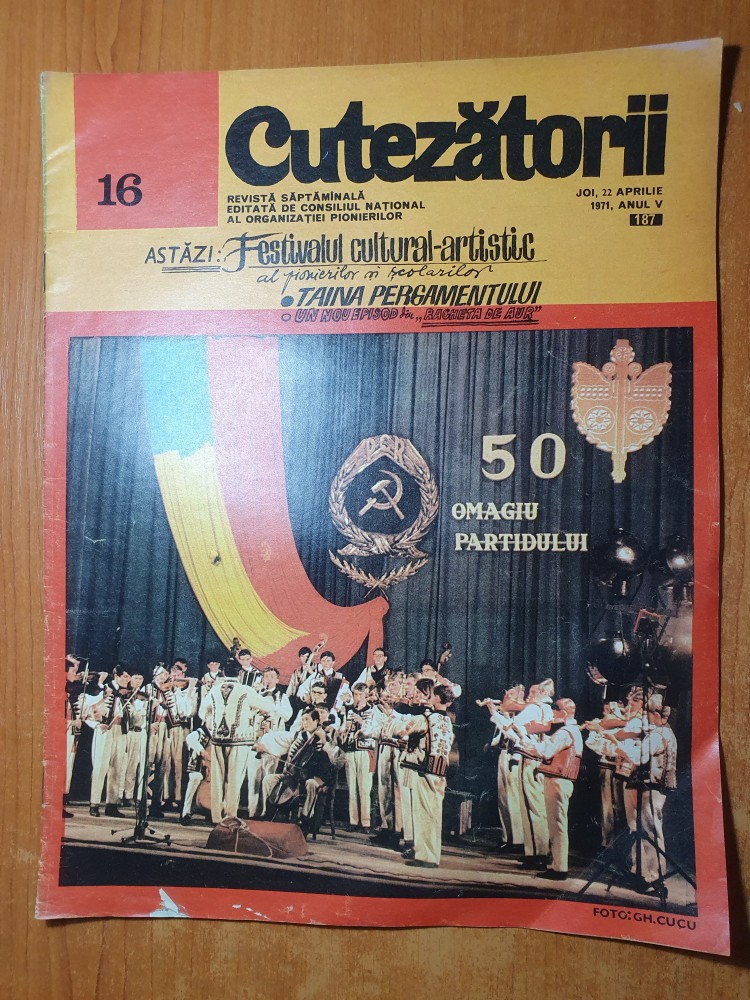 16
Cutezătorii
REVISTĂ SĂPTĂMÎNALĂ
EDITATĂ DE CONSILIUL NAȚIONAL
AL ORGANIZAȚIEI PIONIERILOR
JOI, 22 APRILIE
1971, ANUL V
187
ASTĂZI: Festivalul cultural-artistic
al pionierilor și școlarilor
• TAINA PERGAMENTULUI
• UN NOU EPISOD din „RACHETA DE AUR"
P.C.R.
50
OMAGIU
PARTIDULUI
FOTO: GH. CUCU